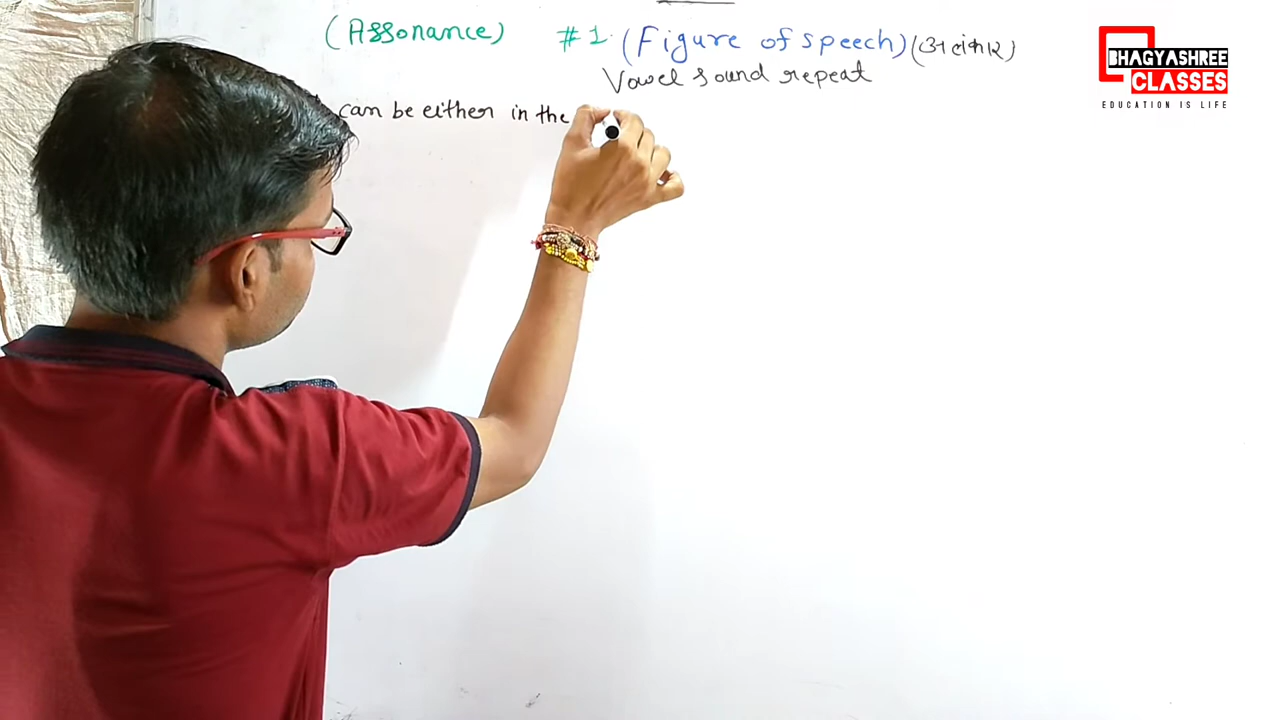 (Assonance) #1. (Figure of speech) (अलंकार)
Vowel sound repeat
can be either in the
BHAGYASHREE
CLASSES
EDUCATION IS LIFE